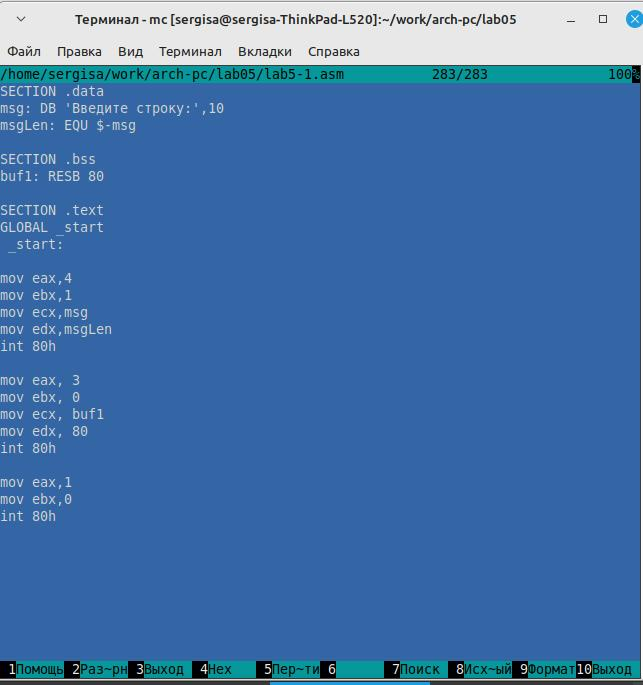 Терминал - mc [sergisa@sergisa-ThinkPad-L520]:~/work/arch-pc/lab05
Файл Правка Вид Терминал Вкладки Справка
/home/sergisa/work/arch-pc/lab05/lab5-1.asm 283/283 100%
SECTION .data
msg: DB 'Введите строку:',10
msgLen: EQU $-msg
SECTION .bss
buf1: RESB 80
SECTION .text
GLOBAL _start
_start:
mov eax,4
mov ebx,1
mov ecx,msg
mov edx,msgLen
int 80h
mov eax, 3
mov ebx, 0
mov ecx, buf1
mov edx, 80
int 80h
mov eax,1
mov ebx,0
int 80h
1Помощь 2Раз~рн 3Выход 4Hex 5Пер~ти 6 7Поиск 8Исх~ый 9Формат 10Выход